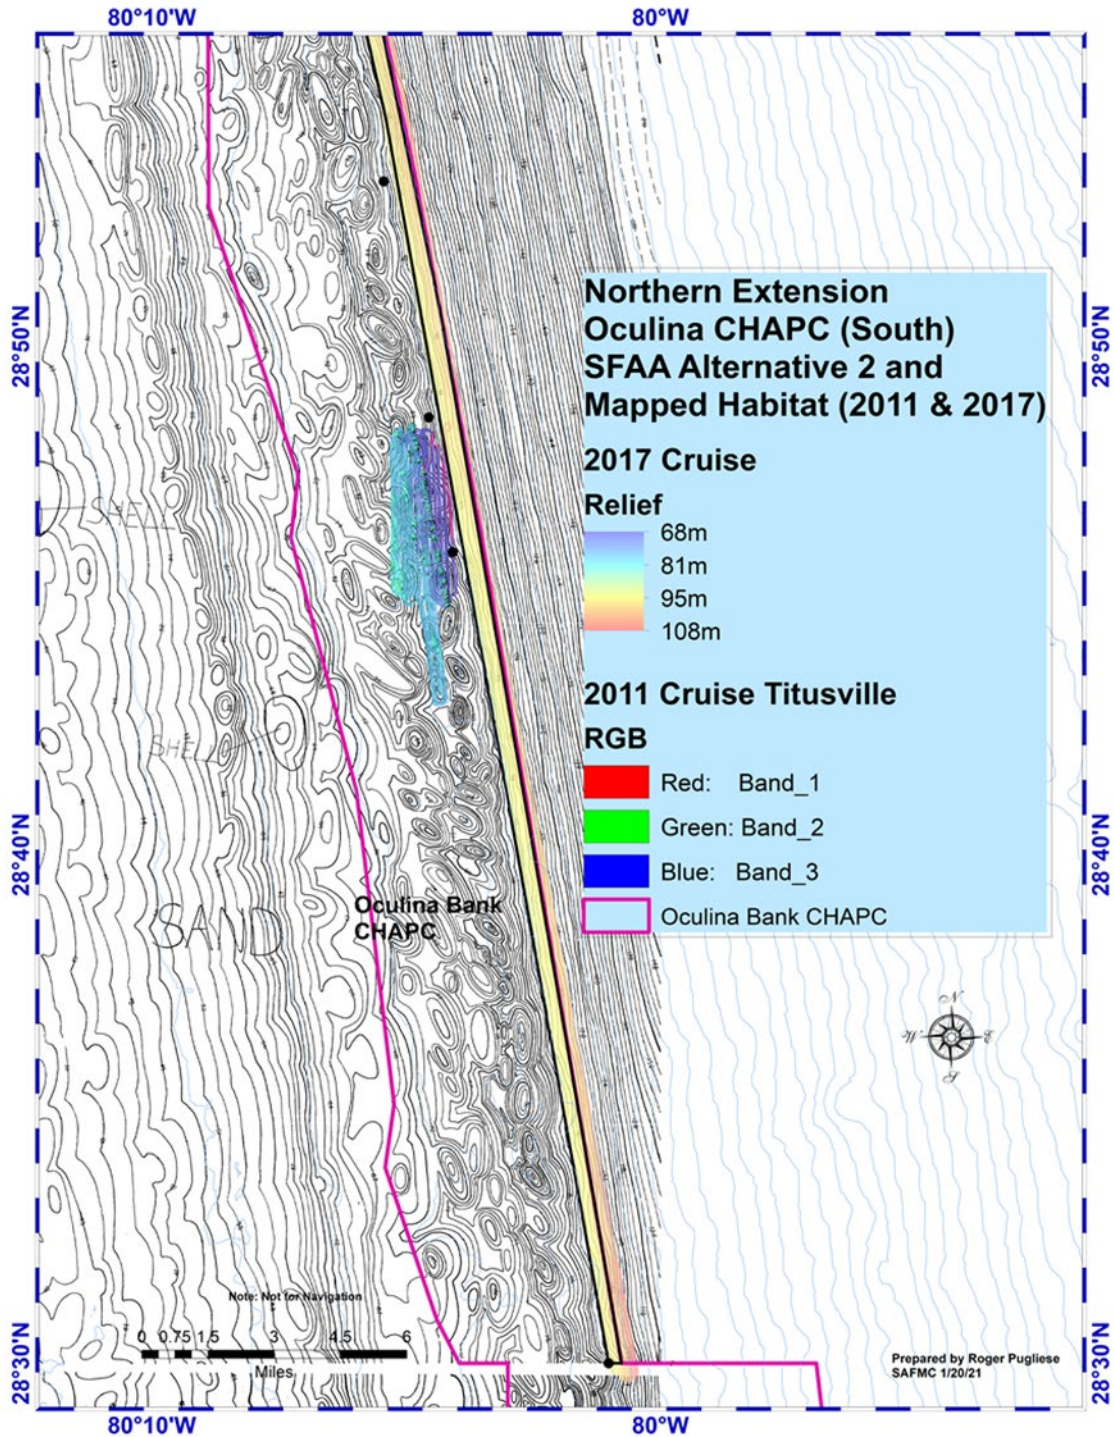 80°10'W 80°W
28°50'N 28°50'N
Northern Extension
Oculina CHAPC (South)
SFAA Alternative 2 and
Mapped Habitat (2011 & 2017)
2017 Cruise
Relief
68m
81m
95m
108m
SHELL
2011 Cruise Titusville
RGB
SHELL
Red: Band_1
Green: Band_2
Blue: Band_3
28°40'N 28°40'N
Oculina Bank CHAPC
Oculina Bank
CHAPC
SAND
N
W E
S
Note: Not for Navigation
0 0.75 1.5 3 4.5 6
Miles
28°30'N 28°30'N
Prepared by Roger Pugliese
SAFMC 1/20/21
80°10'W 80°W